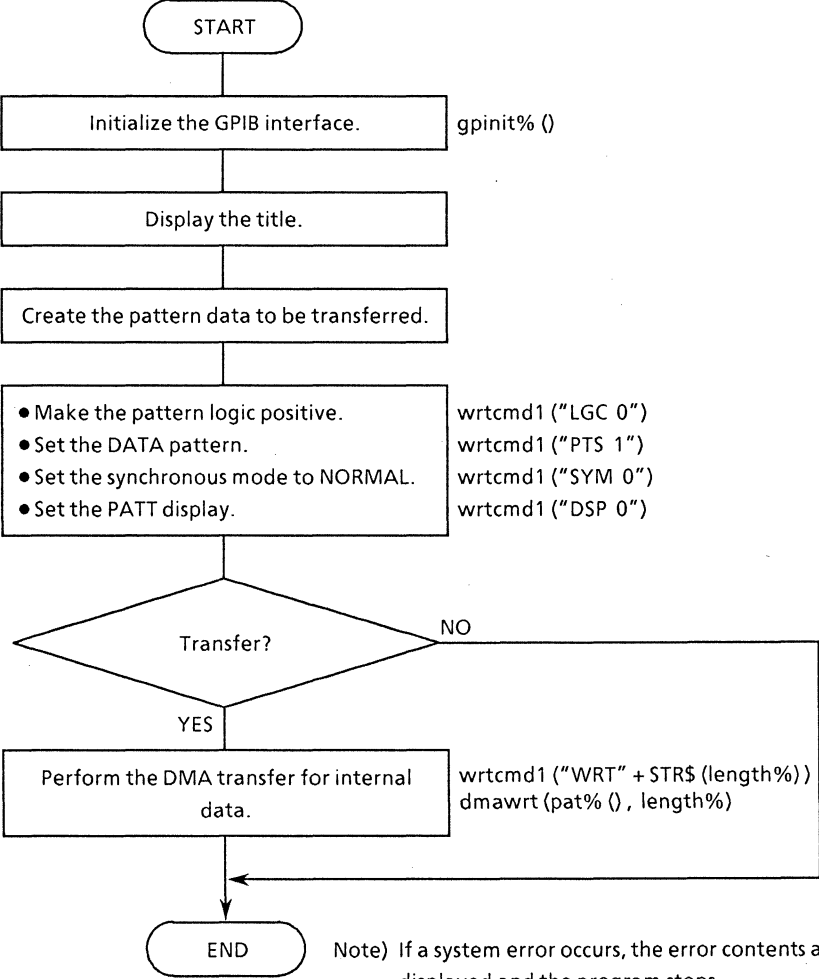 START
Initialize the GPIB interface. gpinit% ()
Display the title.
Create the pattern data to be transferred.
● Make the pattern logic positive. wrtcmd1 ("LGC 0")
● Set the DATA pattern. wrtcmd1 ("PTS 1")
● Set the synchronous mode to NORMAL. wrtcmd1 ("SYM 0")
● Set the PATT display. wrtcmd1 ("DSP 0")
Transfer?
NO
YES
Perform the DMA transfer for internal data. wrtcmd1 ("WRT" + STR$ (length%))
dmawrt (pat% (), length%)
END
Note) If a system error occurs, the error contents
displayed and the program stops